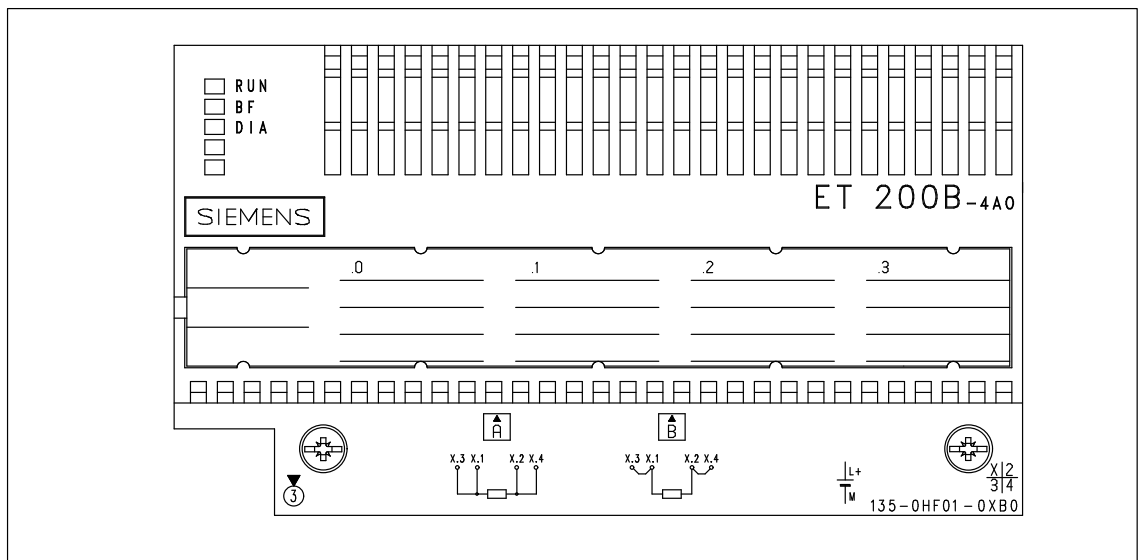 RUN
BF
DIA
SIEMENS
ET 200B-4A0
.0 .1 .2 .3
A B
X.3 X.1 X.2 X.4 X.3 X.1 X.2 X.4
3
L+
M
X 2
3 4
135-0HF01-0XB0